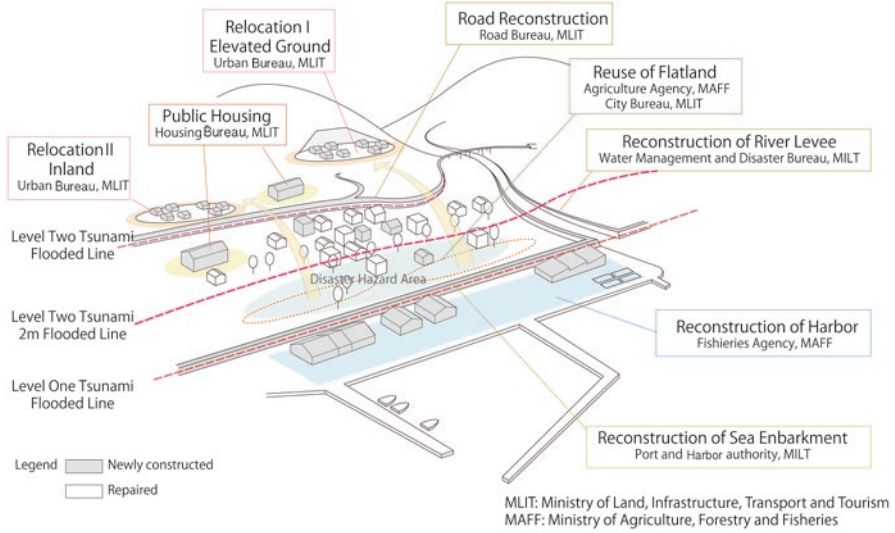 Relocation I
Elevated Ground
Urban Bureau, MLIT
Road Reconstruction
Road Bureau, MLIT
Reuse of Flatland
Agriculture Agency, MAFF
City Bureau, MLIT
Public Housing
Housing Bureau, MLIT
Relocation II
Inland
Urban Bureau, MLIT
Reconstruction of River Levee
Water Management and Disaster Bureau, MILT
Level Two Tsunami
Flooded Line
Disaster Hazard Area
Level Two Tsunami
2m Flooded Line
Reconstruction of Harbor
Fishieries Agency, MAFF
Level One Tsunami
Flooded Line
Reconstruction of Sea Enbarkment
Port and Harbor authority, MILT
Legend
Newly constructed
Repaired
MLIT: Ministry of Land, Infrastructure, Transport and Tourism
MAFF: Ministry of Agriculture, Forestry and Fisheries